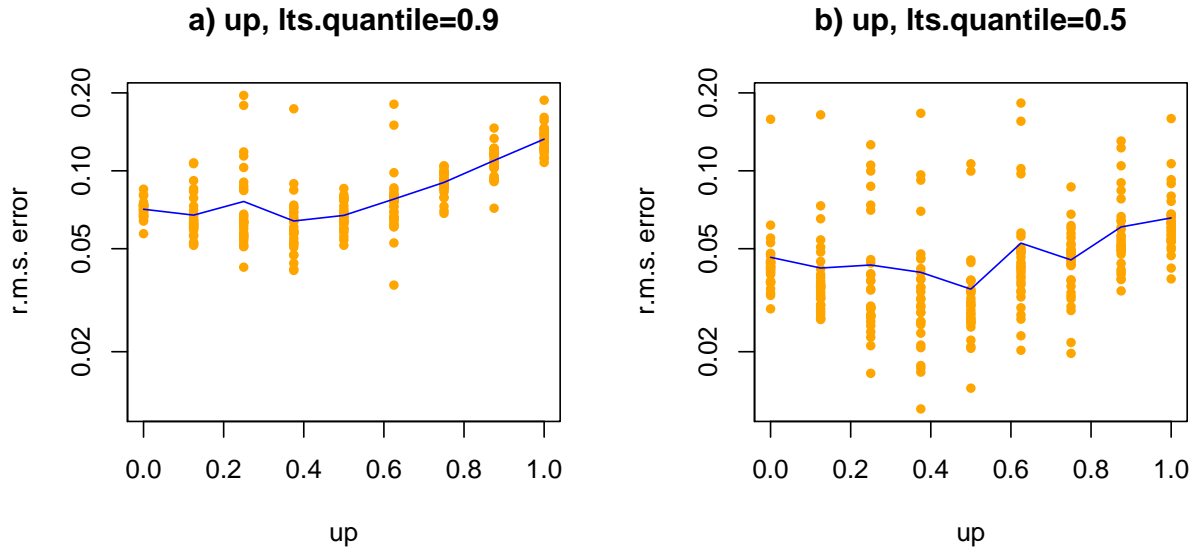 a) up, lts.quantile=0.9
r.m.s. error
0.20
0.10
0.05
0.02
0.0 0.2 0.4 0.6 0.8 1.0
up
b) up, lts.quantile=0.5
r.m.s. error
0.20
0.10
0.05
0.02
0.0 0.2 0.4 0.6 0.8 1.0
up